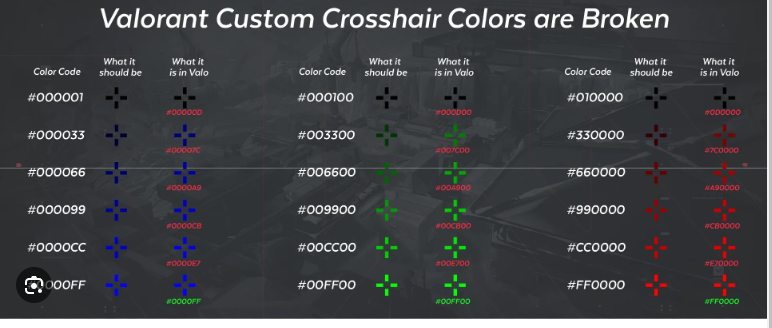 Valorant Custom Crosshair Colors are Broken
Color Code What it should be What it is in Valo Color Code What it should be What it is in Valo Color Code What it should be What it is in Valo
#000001 #00000D #000100 #000D00 #010000 #0D0000
#000033 #00007C #003300 #007C00 #330000 #7C0000
#000066 #0000A9 #006600 #00A900 #660000 #A90000
#000099 #0000CB #009900 #00CB00 #990000 #CB0000
#0000CC #0000E7 #00CC00 #00E700 #CC0000 #E70000
00FF #0000FF #00FF00 #00FF00 #FF0000 #FF0000